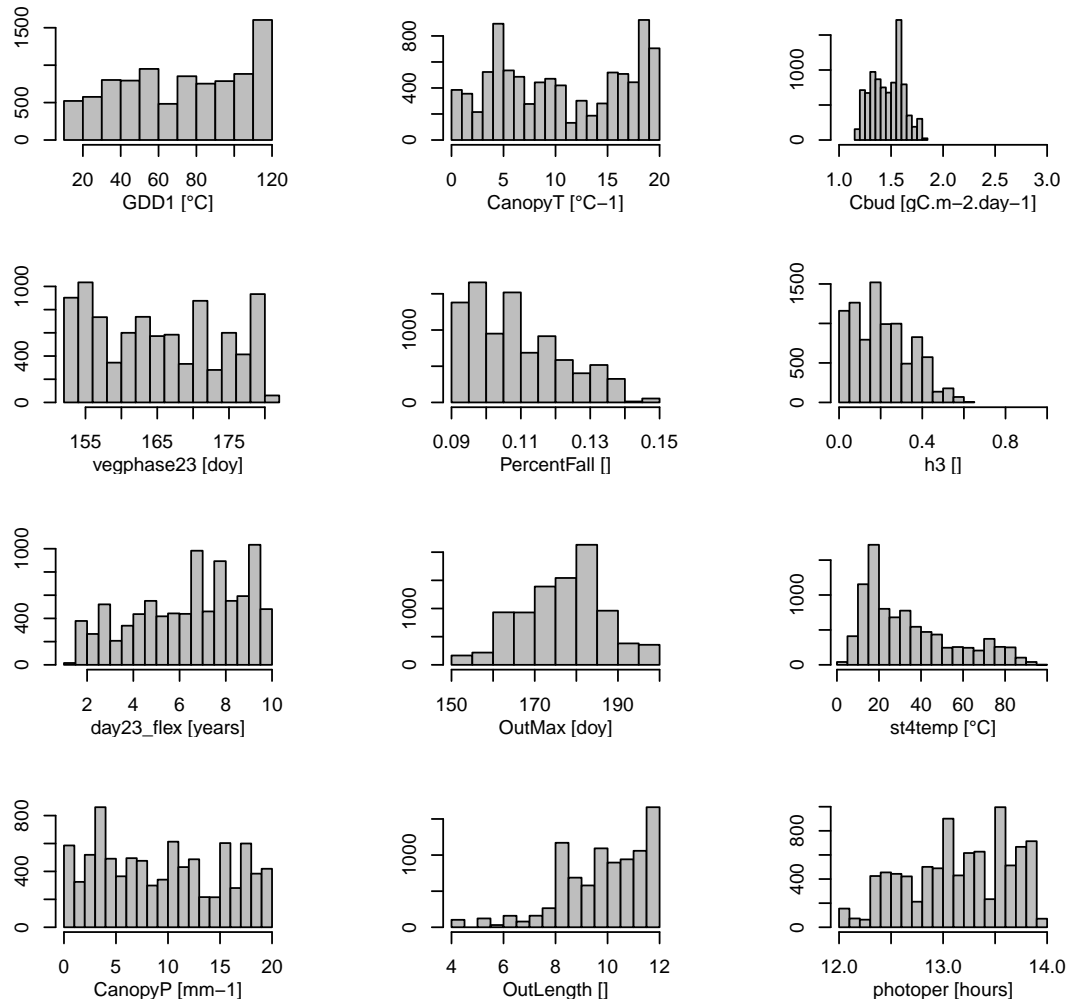 0 500 1500
20 40 60 80 120
GDD1 [°C]
0 400 800
0 5 10 15 20
CanopyT [°C−1]
0 1000
1.0 1.5 2.0 2.5 3.0
Cbud [gC.m−2.day−1]
0 400 1000
155 165 175
vegphase23 [doy]
0 1000
0.09 0.11 0.13 0.15
PercentFall []
0 500 1500
0.0 0.4 0.8
h3 []
0 400 1000
2 4 6 8 10
day23_flex [years]
0 1000
150 170 190
OutMax [doy]
0 1000
0 20 40 60 80
st4temp [°C]
0 400 800
0 5 10 15 20
CanopyP [mm−1]
0 1000
4 6 8 10 12
OutLength []
0 400 800
12.0 13.0 14.0
photoper [hours]